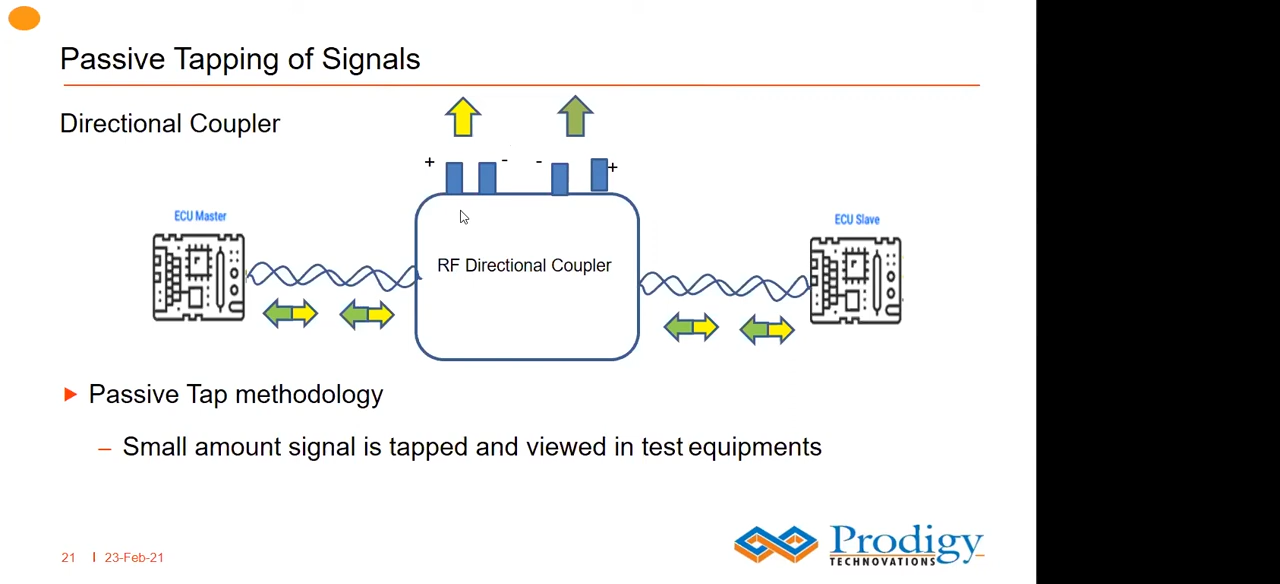 Passive Tapping of Signals
Directional Coupler
+ - - +
ECU Master
ECU Slave
RF Directional Coupler
Passive Tap methodology
– Small amount signal is tapped and viewed in test equipments
Prodigy
TECHNOVATIONS
21 | 23-Feb-21